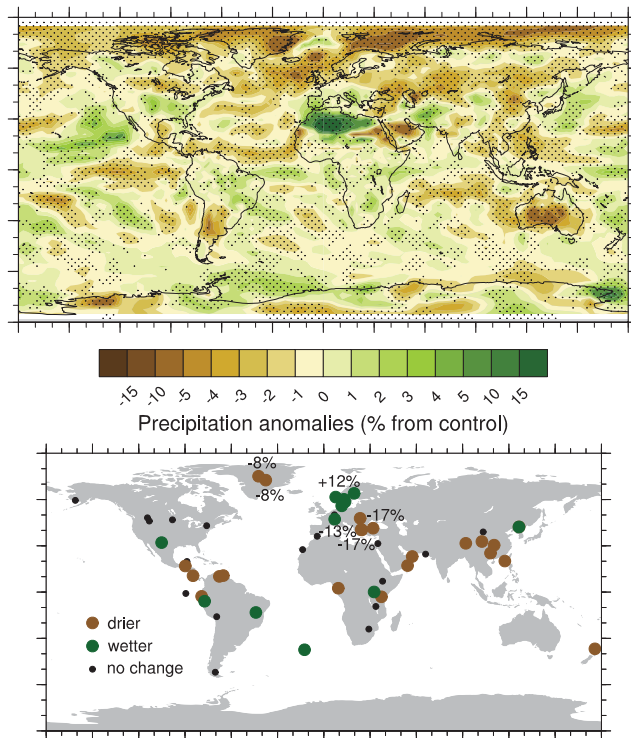 -15 -10 -5 -4 -3 -2 -1 0 1 2 3 4 5 10 15
Precipitation anomalies (% from control)
-8%
-8%
+12%
-17%
-13%
-17%
drier
wetter
no change